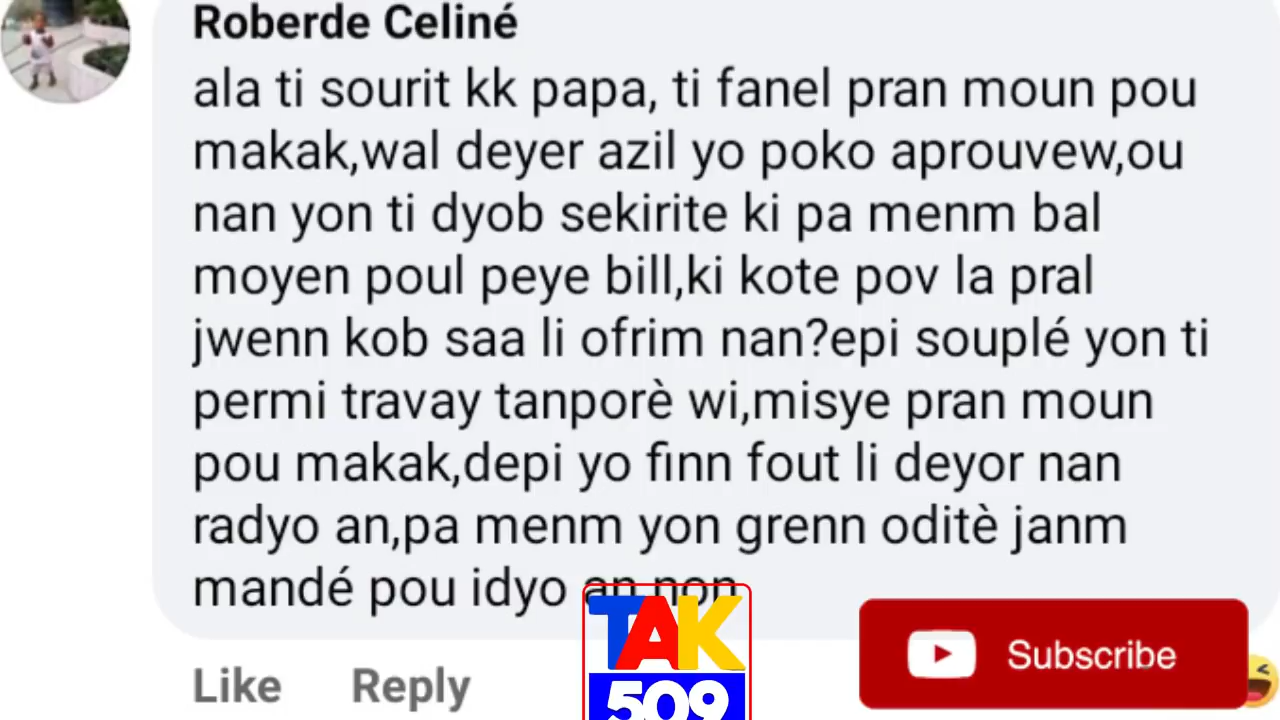 Roberde Celiné
ala ti sourit kk papa, ti fanel pran moun pou
makak,wal deyer azil yo poko aprouvew,ou
nan yon ti dyob sekirite ki pa menm bal
moyen poul peye bill,ki kote pov la pral
jwenn kob saa li ofrim nan?epi souplé yon ti
permi travay tanporè wi,misye pran moun
pou makak,depi yo finn fout li deyor nan
radyo an,pa menm yon grenn oditè janm
mandé pou idyo an non
TAK
509
Subscribe
Like Reply